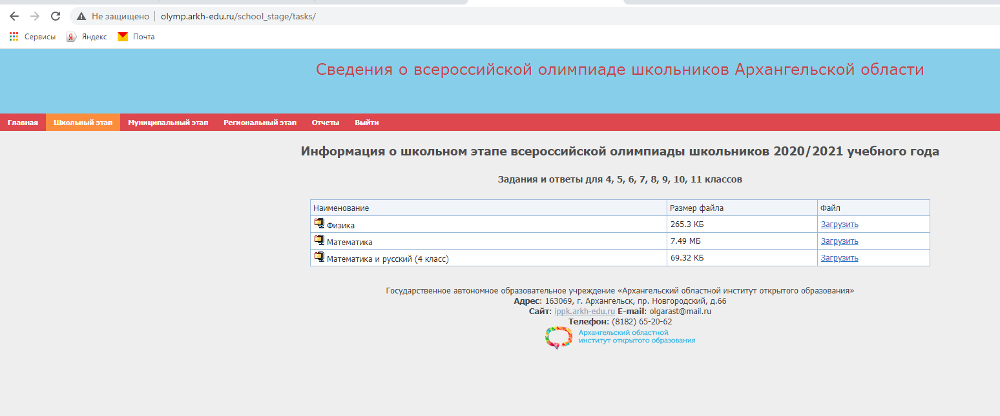 Не защищено olymp.arkh-edu.ru/school_stage/tasks/
Сервисы Яндекс Почта
Сведения о всероссийской олимпиаде школьников Архангельской области
Главная Школьный этап Муниципальный этап Региональный этап Отчеты Выйти
Информация о школьном этапе всероссийской олимпиады школьников 2020/2021 учебного года
Задания и ответы для 4, 5, 6, 7, 8, 9, 10, 11 классов
Наименование Размер файла Файл
Физика 265.3 КБ Загрузить
Математика 7.49 МБ Загрузить
Математика и русский (4 класс) 69.32 КБ Загрузить
Государственное автономное образовательное учреждение «Архангельский областной институт открытого образования»
Адрес: 163069, г. Архангельск, пр. Новгородский, д.66
Сайт: ippk.arkh-edu.ru E-mail: olgarast@mail.ru
Телефон: (8182) 65-20-62
Архангельский областной
институт открытого образования